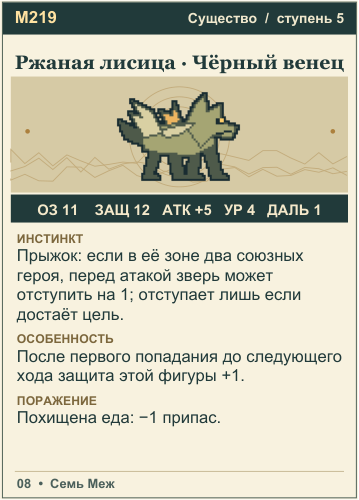 М219
Существо / ступень 5
Ржаная лисица · Чёрный венец
ОЗ 11 ЗАЩ 12 АТК +5 УР 4 ДАЛЬ 1
ИНСТИНКТ
Прыжок: если в её зоне два союзных
героя, перед атакой зверь может
отступить на 1; отступает лишь если
достаёт цель.
ОСОБЕННОСТЬ
После первого попадания до следующего
хода защита этой фигуры +1.
ПОРАЖЕНИЕ
Похищена еда: −1 припас.
08 • Семь Меж